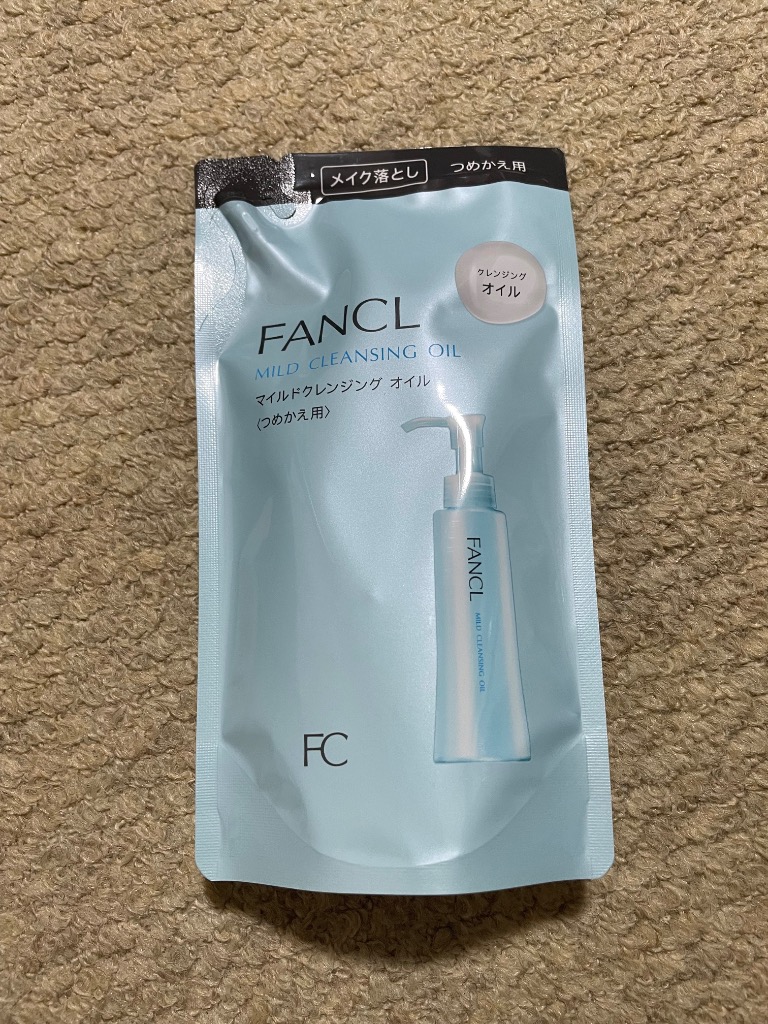 メイク落とし
つめかえ用
クレンジング
オイル
FANCL
MILD CLEANSING OIL
マイルドクレンジング オイル
〈つめかえ用〉
FANCL
MILD CLEANSING OIL
FC